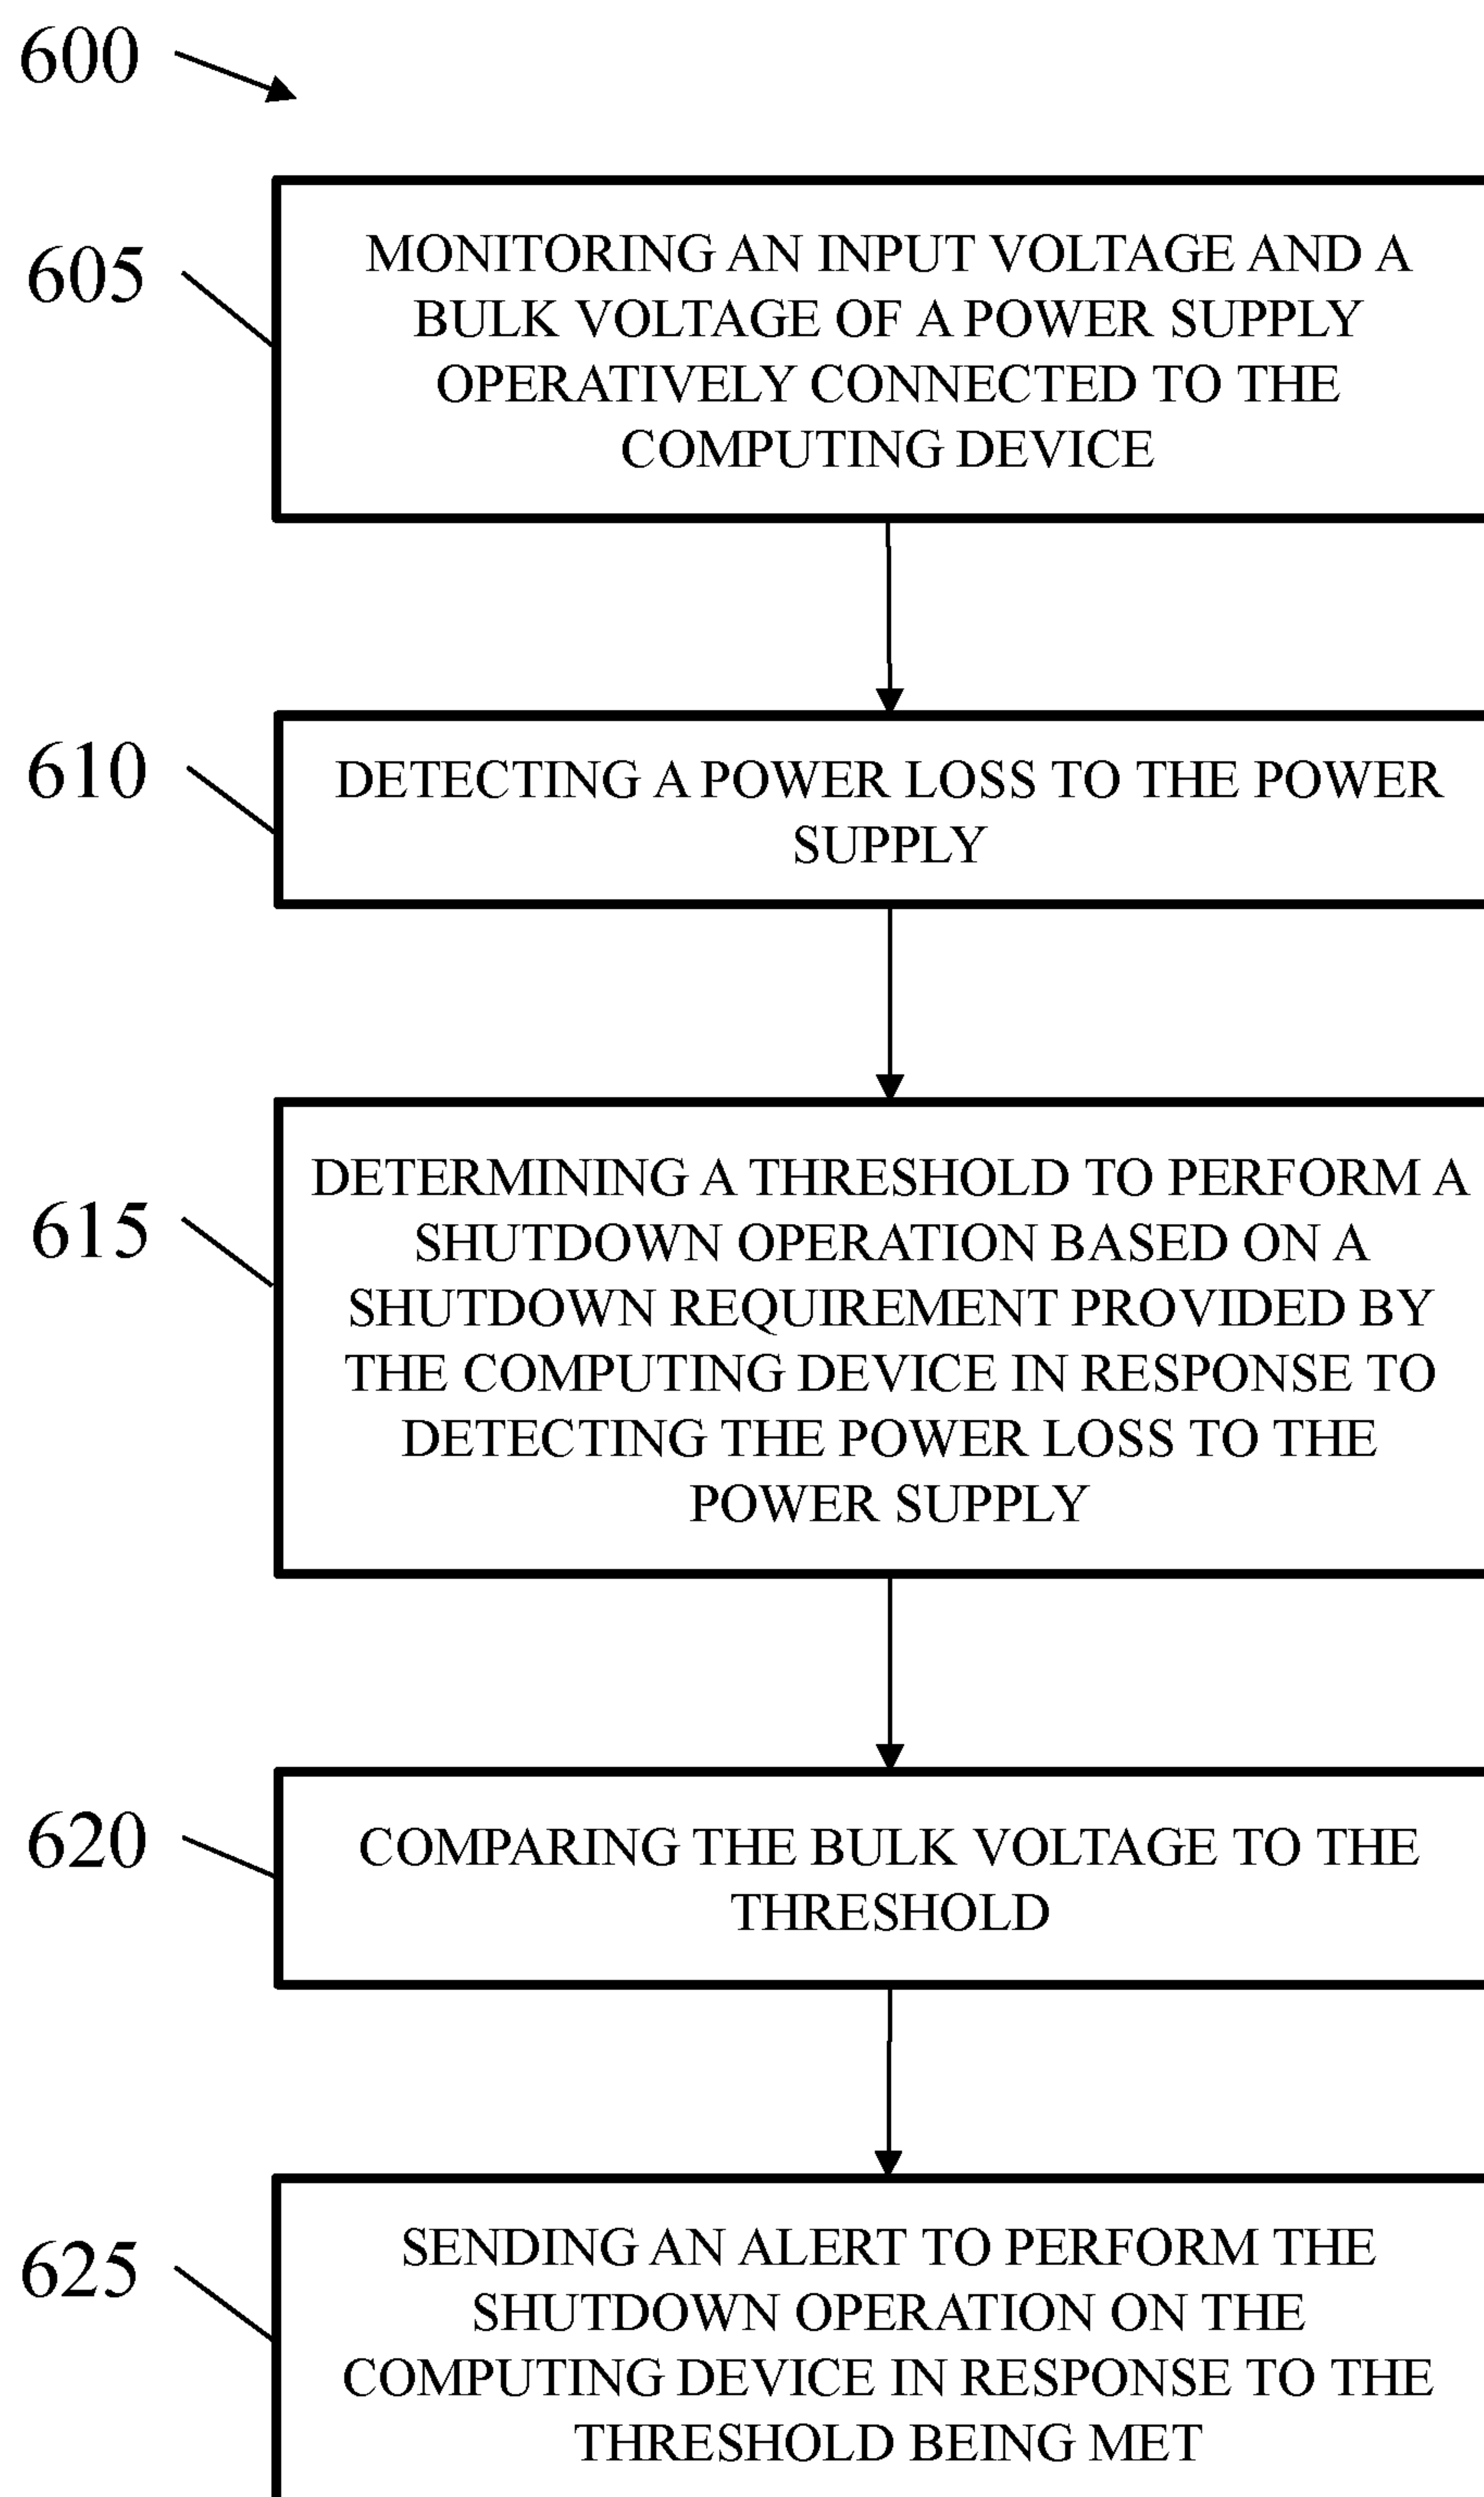 600
605
MONITORING AN INPUT VOLTAGE AND A
BULK VOLTAGE OF A POWER SUPPLY
OPERATIVELY CONNECTED TO THE
COMPUTING DEVICE
610
DETECTING A POWER LOSS TO THE POWER
SUPPLY
615
DETERMINING A THRESHOLD TO PERFORM A
SHUTDOWN OPERATION BASED ON A
SHUTDOWN REQUIREMENT PROVIDED BY
THE COMPUTING DEVICE IN RESPONSE TO
DETECTING THE POWER LOSS TO THE
POWER SUPPLY
620
COMPARING THE BULK VOLTAGE TO THE
THRESHOLD
625
SENDING AN ALERT TO PERFORM THE
SHUTDOWN OPERATION ON THE
COMPUTING DEVICE IN RESPONSE TO THE
THRESHOLD BEING MET